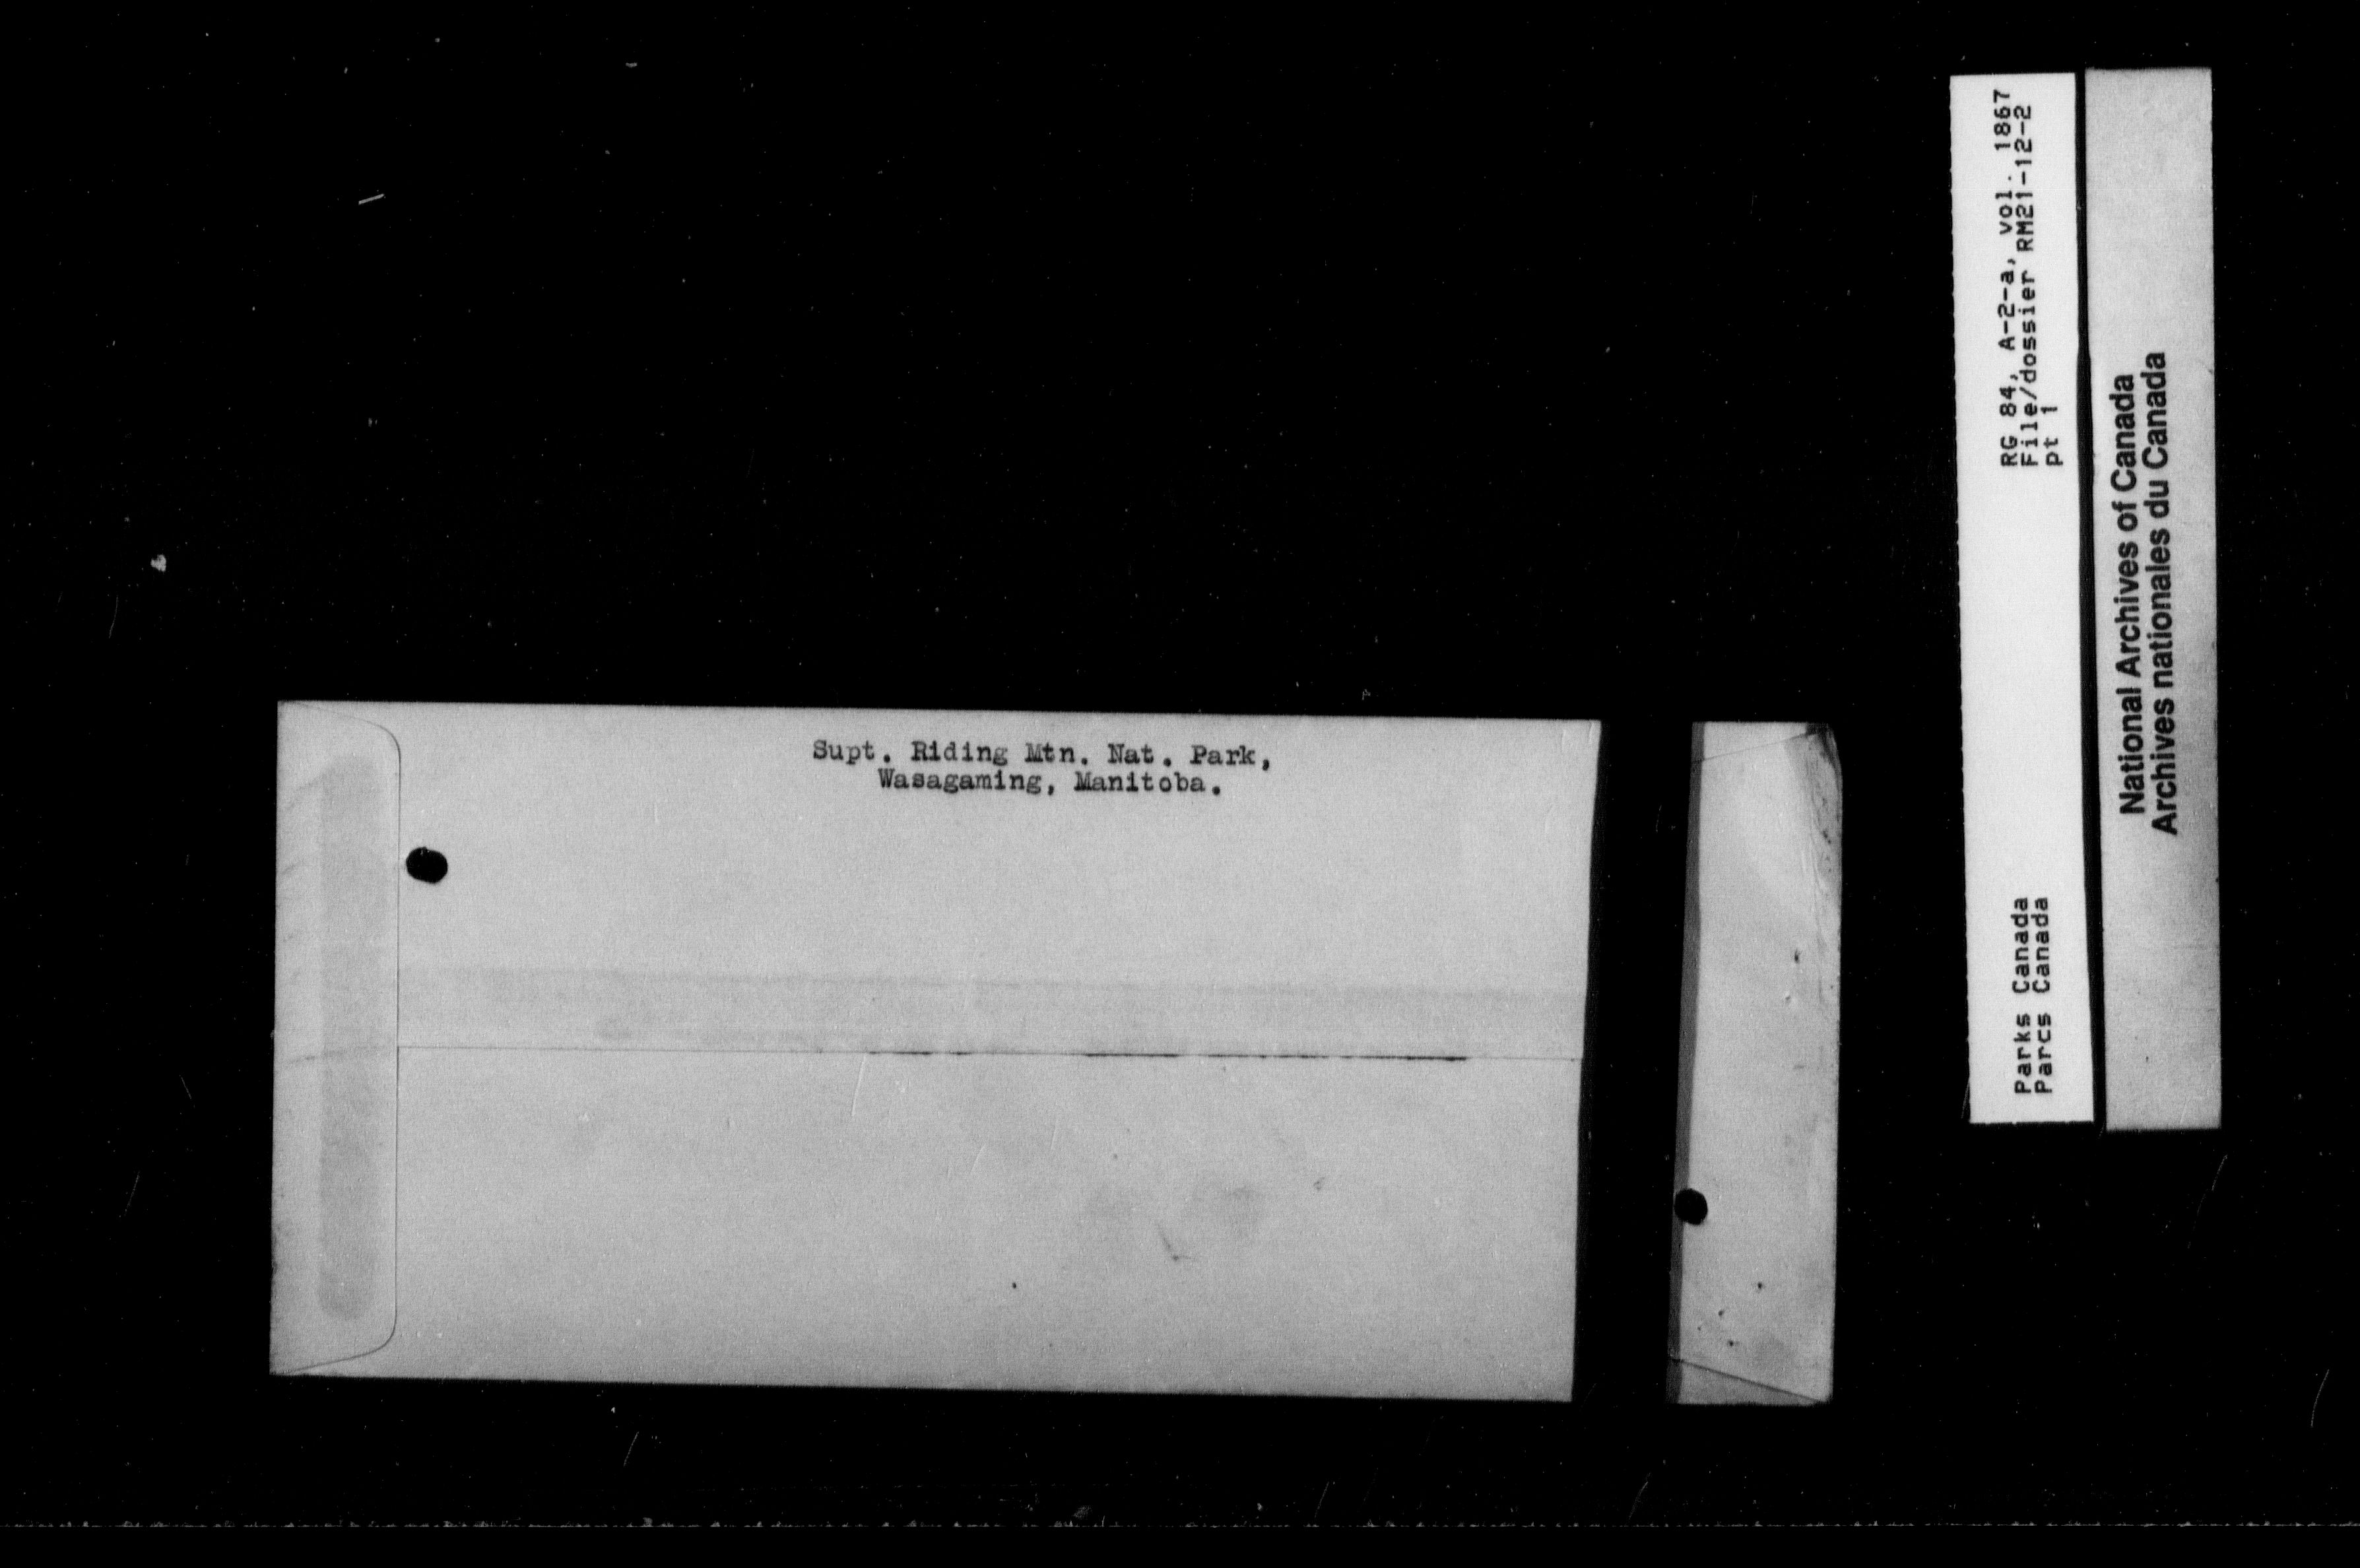 Supt. Riding Mtn. Nat. Park,
Wasagaming, Manitoba.
Parks Canada
Parcs Canada
RG 84, A-2-a, vol. 1867
File/dossier RM21-12-2
pt 1
National Archives of Canada
Archives nationales du Canada